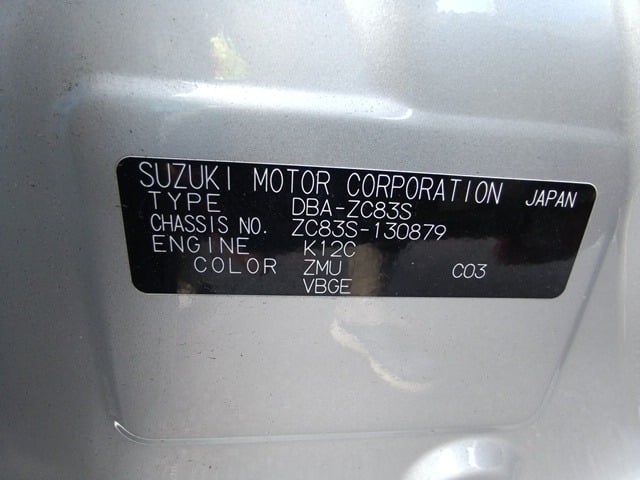 SUZUKI MOTOR CORPORATION JAPAN
TYPE DBA-ZC83S
CHASSIS NO. ZC83S-130879
ENGINE K12C
COLOR ZMU C03
VBGE